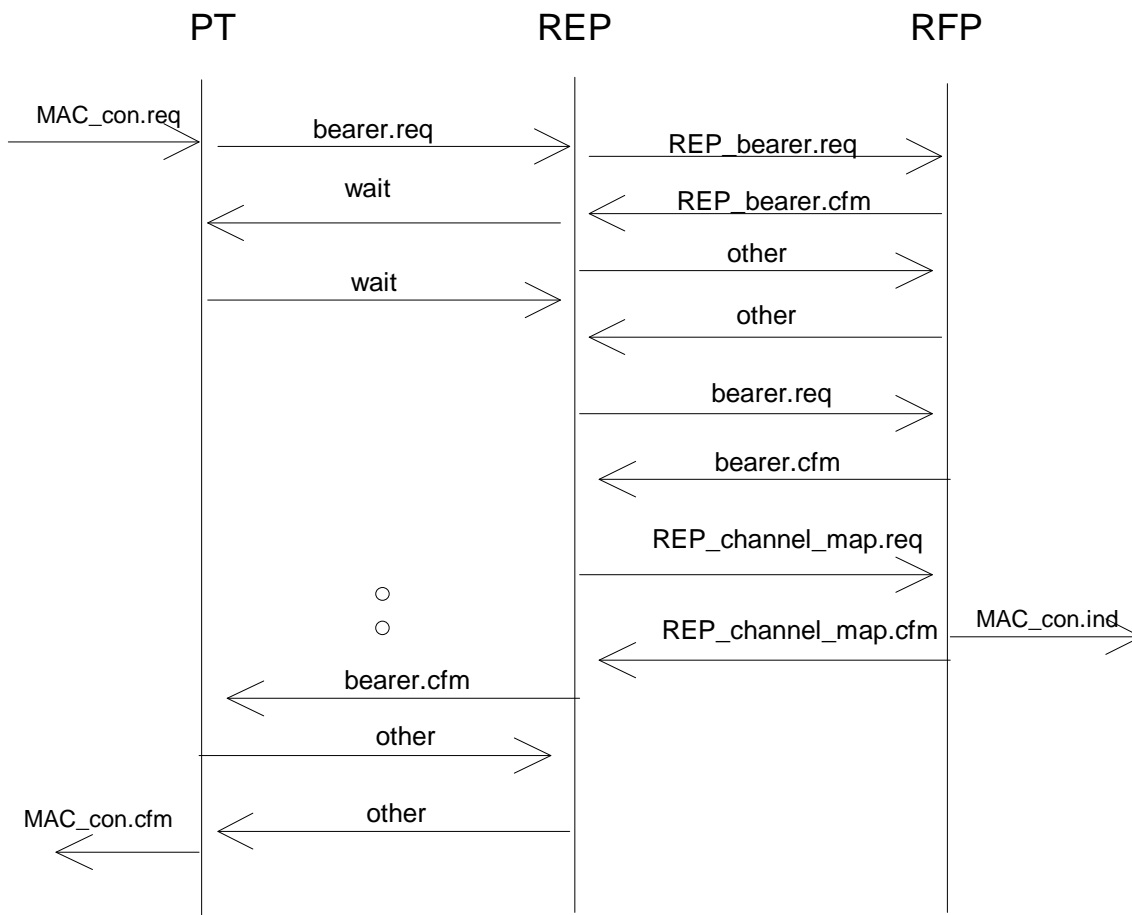 PT REP RFP
MAC_con.req bearer.req REP_bearer.req
wait REP_bearer.cfm
other
wait
other
bearer.req
bearer.cfm
REP_channel_map.req
REP_channel_map.cfm MAC_con.ind
bearer.cfm
other
MAC_con.cfm other